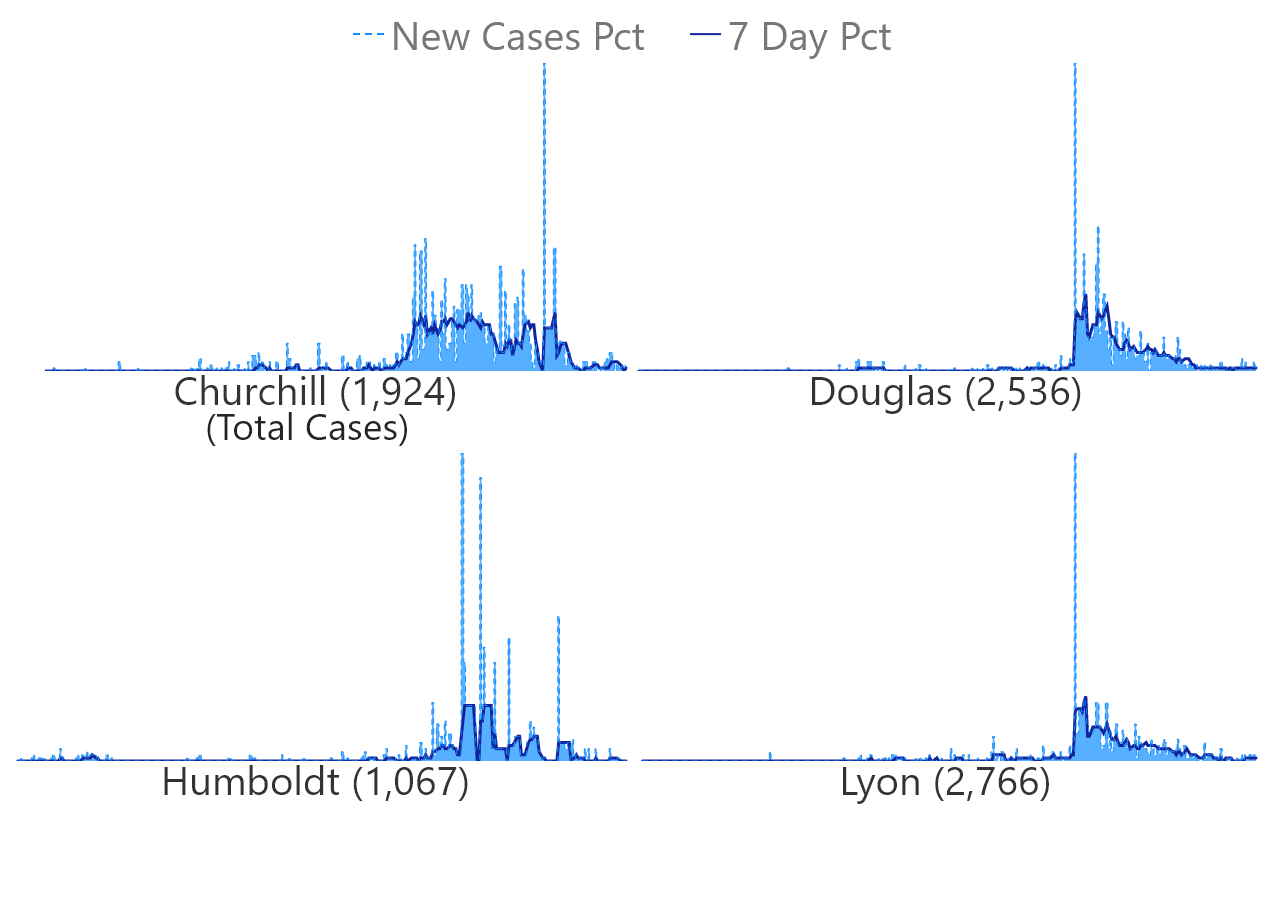 New Cases Pct 7 Day Pct
Churchill (1,924)
(Total Cases)
Douglas (2,536)
Humboldt (1,067)
Lyon (2,766)